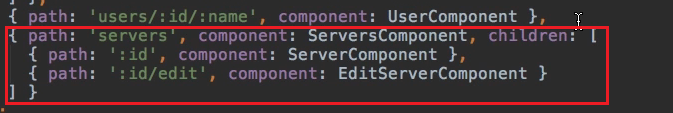 { path: 'users/:id/:name', component: UserComponent },
{ path: 'servers', component: ServersComponent, children: [
{ path: ':id', component: ServerComponent },
{ path: ':id/edit', component: EditServerComponent }
] }